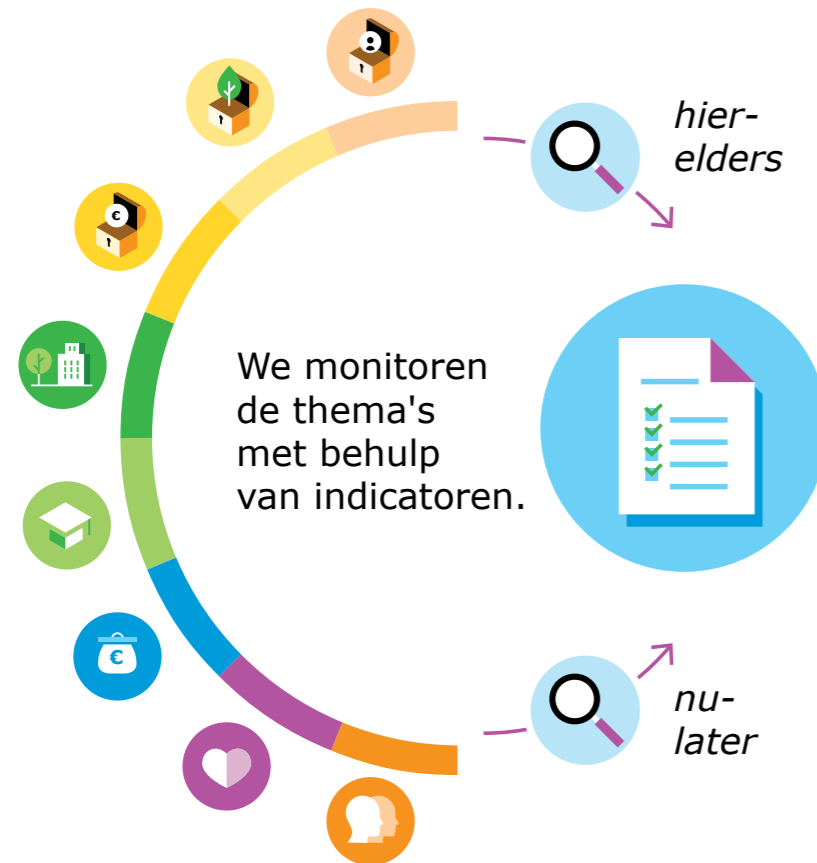 hier-
elders
€
We monitoren
de thema's
met behulp
van indicatoren.
€
nu-
later